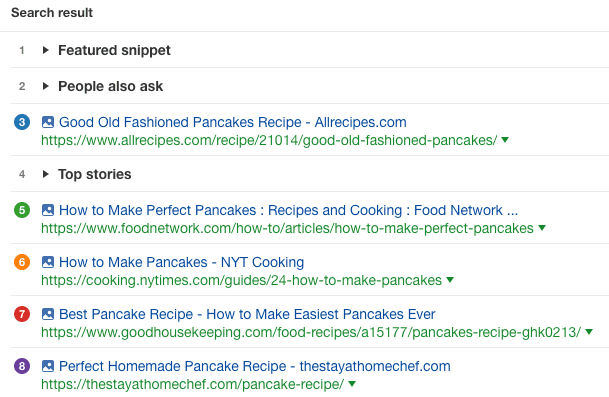 Search result
1 Featured snippet
2 People also ask
3 Good Old Fashioned Pancakes Recipe - Allrecipes.com
https://www.allrecipes.com/recipe/21014/good-old-fashioned-pancakes/
4 Top stories
5 How to Make Perfect Pancakes : Recipes and Cooking : Food Network ...
https://www.foodnetwork.com/how-to/articles/how-to-make-perfect-pancakes
6 How to Make Pancakes - NYT Cooking
https://cooking.nytimes.com/guides/24-how-to-make-pancakes
7 Best Pancake Recipe - How to Make Easiest Pancakes Ever
https://www.goodhousekeeping.com/food-recipes/a15177/pancakes-recipe-ghk0213/
8 Perfect Homemade Pancake Recipe - thestayathomechef.com
https://thestayathomechef.com/pancake-recipe/